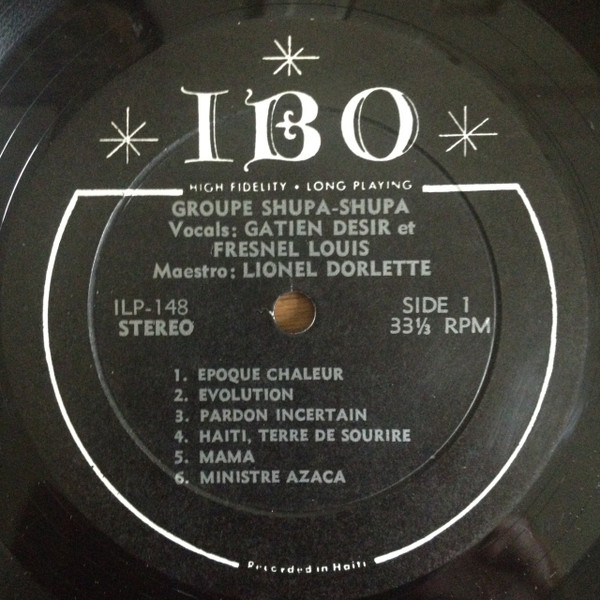 IBO
HIGH FIDELITY • LONG PLAYING
GROUPE SHUPA-SHUPA
Vocals: GATIEN DESIR et
FRESNEL LOUIS
Maestro: LIONEL DORLETTE
ILP-148
STEREO
SIDE 1
33⅓ RPM
1. EPOQUE CHALEUR
2. EVOLUTION
3. PARDON INCERTAIN
4. HAITI, TERRE DE SOURIRE
5. MAMA
6. MINISTRE AZACA
Recorded in Haiti